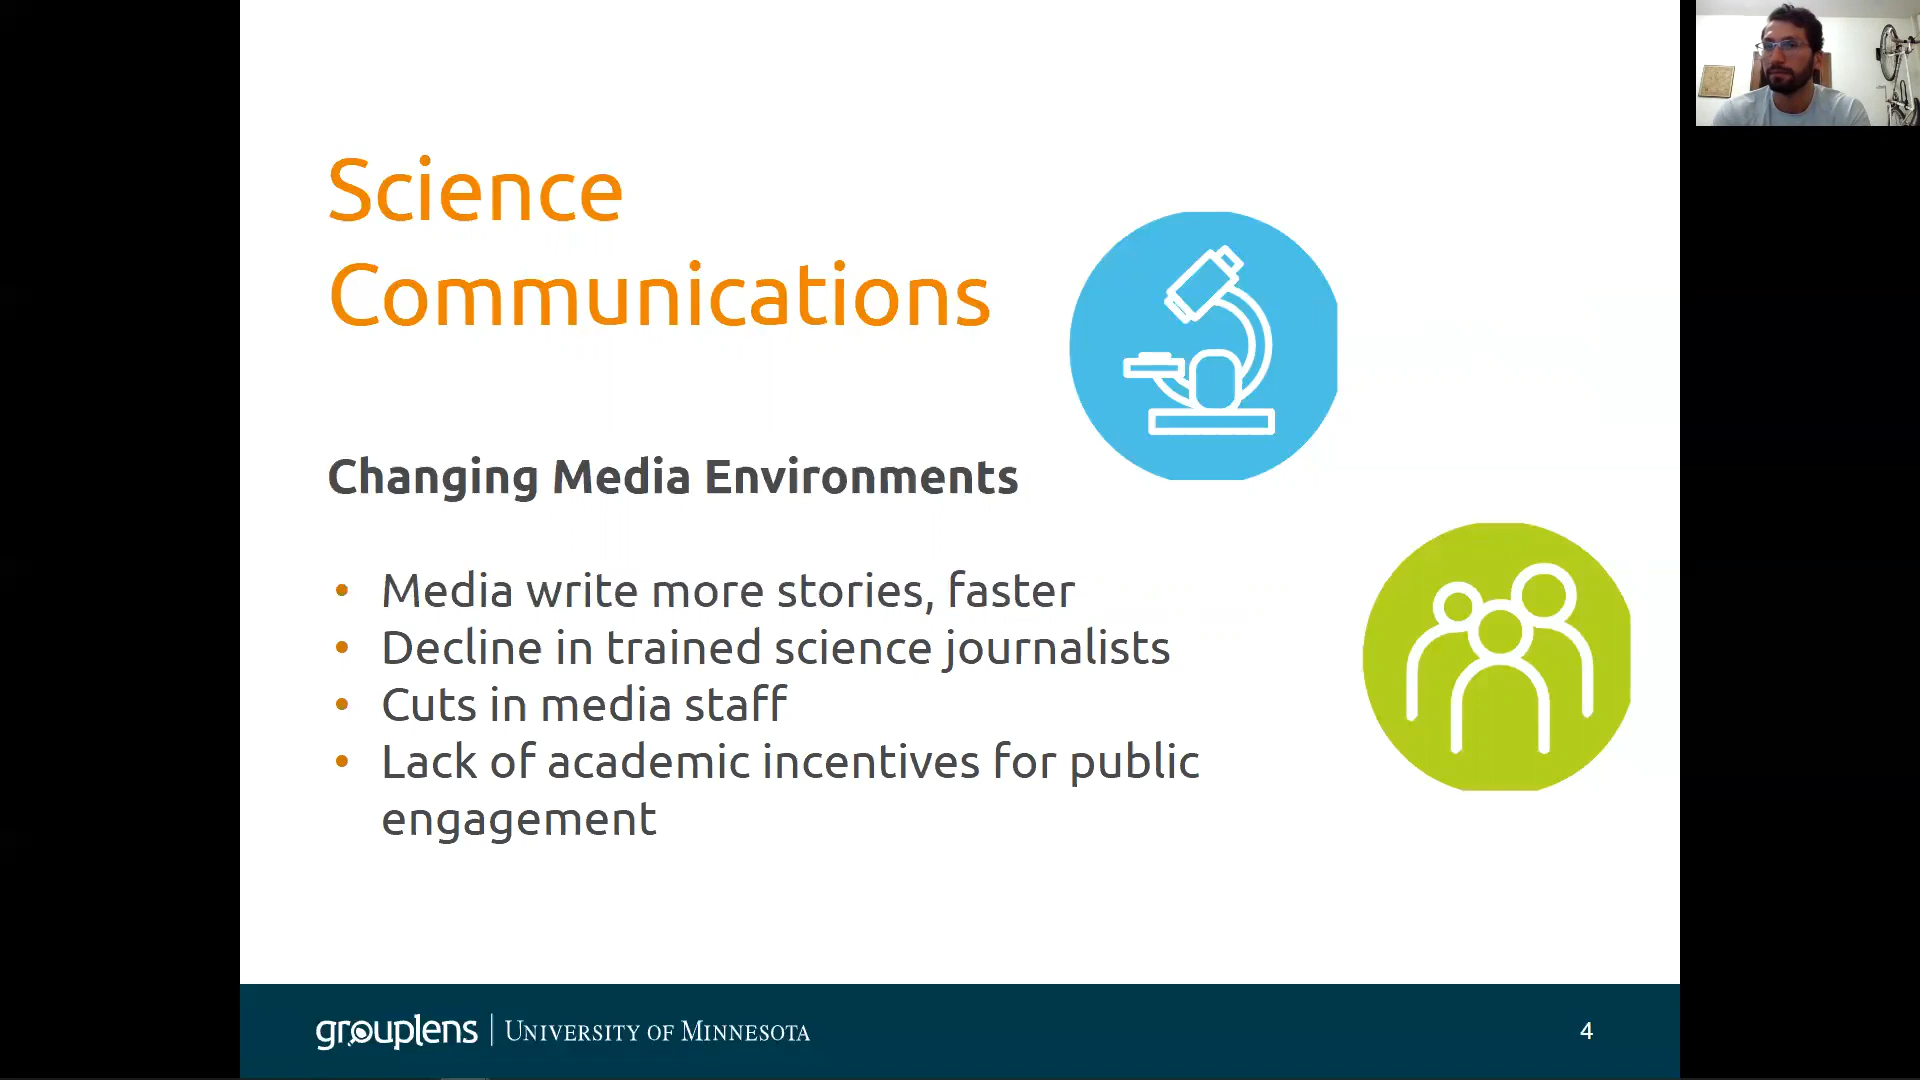 Science
Communications
Changing Media Environments
• Media write more stories, faster
• Decline in trained science journalists
• Cuts in media staff
• Lack of academic incentives for public
engagement
grouplens | UNIVERSITY OF MINNESOTA
4